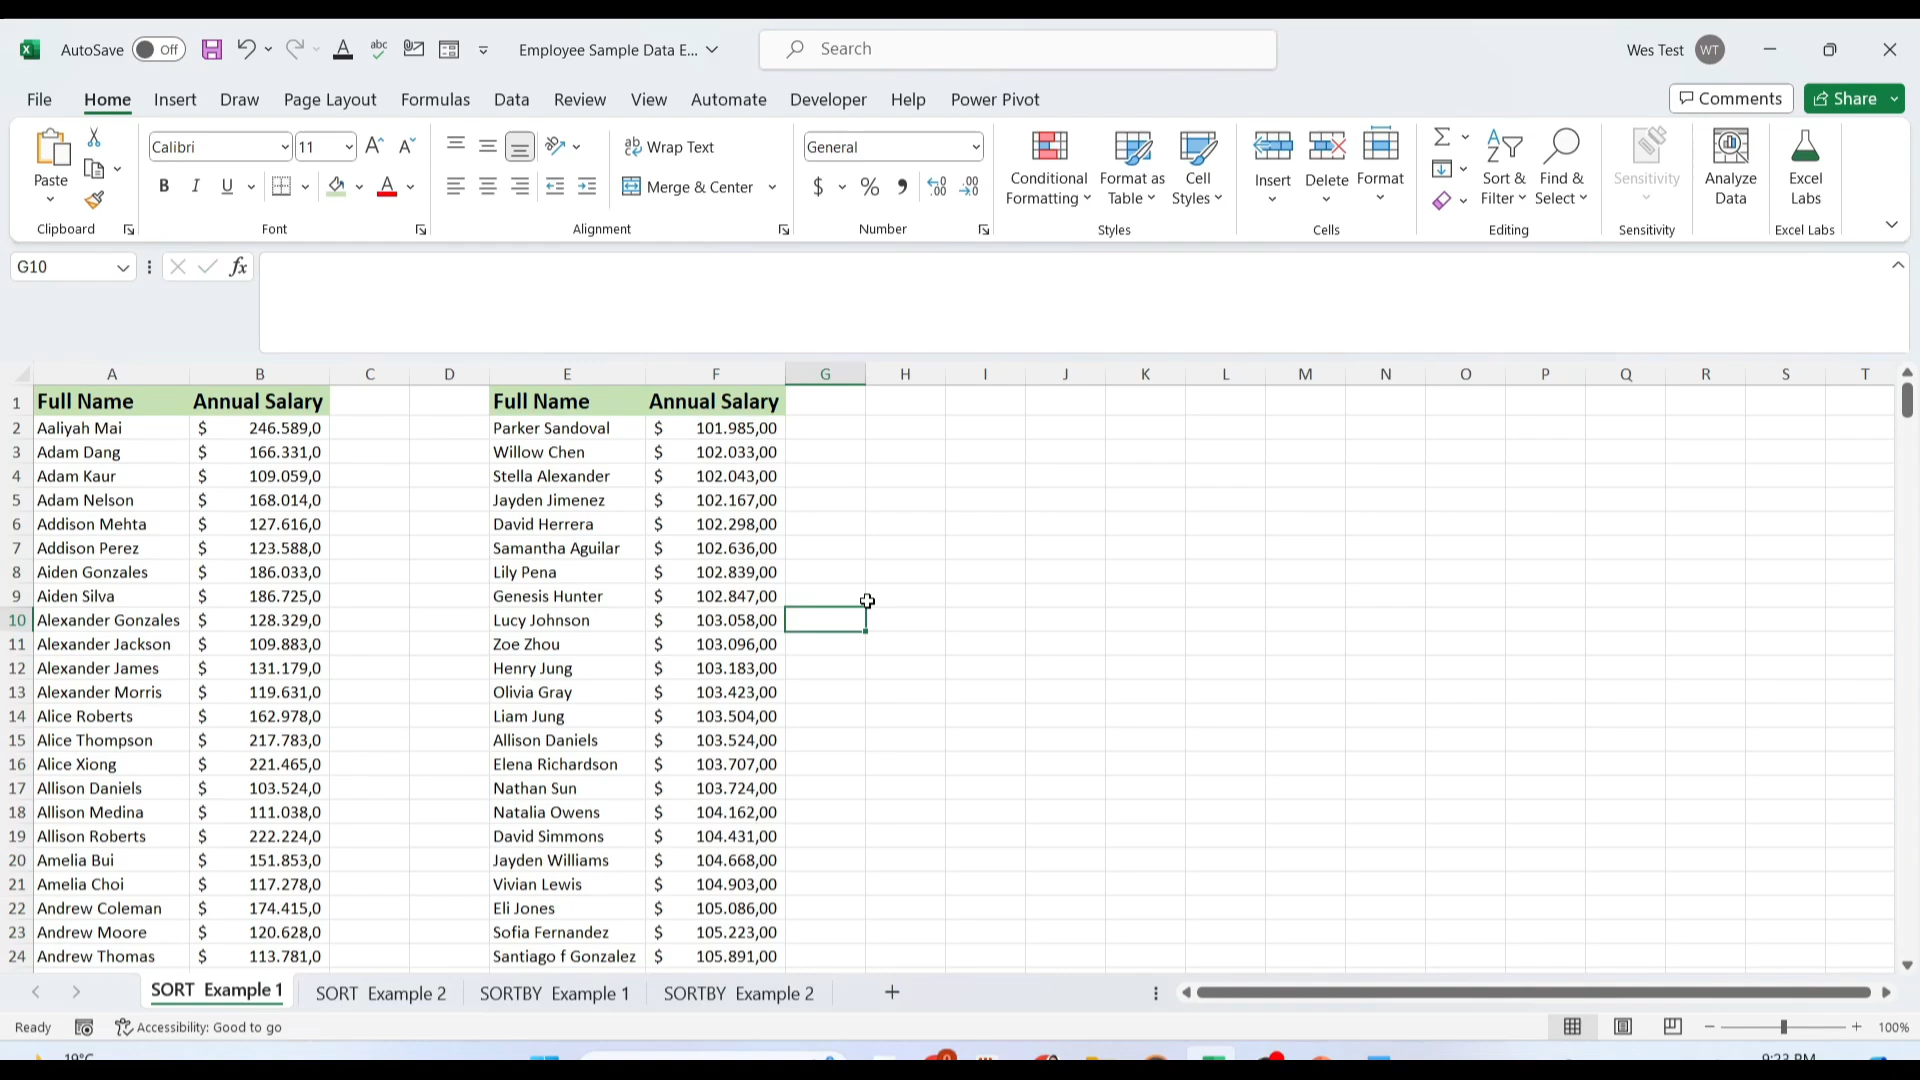 AutoSave Off abc Employee Sample Data E... Search Wes Test WT
File Home Insert Draw Page Layout Formulas Data Review View Automate Developer Help Power Pivot Comments Share
Calibri 11 Wrap Text General
Paste B I U A Merge & Center $ % Conditional Formatting Format as Table Cell Styles Insert Delete Format Sort & Filter Find & Select Sensitivity Analyze Data Excel Labs
Clipboard Font Alignment Number Styles Cells Editing Sensitivity Excel Labs
G10 fx
A B C D E F G H I J K L M N O P Q R S T
1 Full Name Annual Salary Full Name Annual Salary
2 Aaliyah Mai $ 246.589,0 Parker Sandoval $ 101.985,00
3 Adam Dang $ 166.331,0 Willow Chen $ 102.033,00
4 Adam Kaur $ 109.059,0 Stella Alexander $ 102.043,00
5 Adam Nelson $ 168.014,0 Jayden Jimenez $ 102.167,00
6 Addison Mehta $ 127.616,0 David Herrera $ 102.298,00
7 Addison Perez $ 123.588,0 Samantha Aguilar $ 102.636,00
8 Aiden Gonzales $ 186.033,0 Lily Pena $ 102.839,00
9 Aiden Silva $ 186.725,0 Genesis Hunter $ 102.847,00
10 Alexander Gonzales $ 128.329,0 Lucy Johnson $ 103.058,00
11 Alexander Jackson $ 109.883,0 Zoe Zhou $ 103.096,00
12 Alexander James $ 131.179,0 Henry Jung $ 103.183,00
13 Alexander Morris $ 119.631,0 Olivia Gray $ 103.423,00
14 Alice Roberts $ 162.978,0 Liam Jung $ 103.504,00
15 Alice Thompson $ 217.783,0 Allison Daniels $ 103.524,00
16 Alice Xiong $ 221.465,0 Elena Richardson $ 103.707,00
17 Allison Daniels $ 103.524,0 Nathan Sun $ 103.724,00
18 Allison Medina $ 111.038,0 Natalia Owens $ 104.162,00
19 Allison Roberts $ 222.224,0 David Simmons $ 104.431,00
20 Amelia Bui $ 151.853,0 Jayden Williams $ 104.668,00
21 Amelia Choi $ 117.278,0 Vivian Lewis $ 104.903,00
22 Andrew Coleman $ 174.415,0 Eli Jones $ 105.086,00
23 Andrew Moore $ 120.628,0 Sofia Fernandez $ 105.223,00
24 Andrew Thomas $ 113.781,0 Santiago f Gonzalez $ 105.891,00
SORT Example 1 SORT Example 2 SORTBY Example 1 SORTBY Example 2
Ready Accessibility: Good to go 100%
19°C 9:23 PM